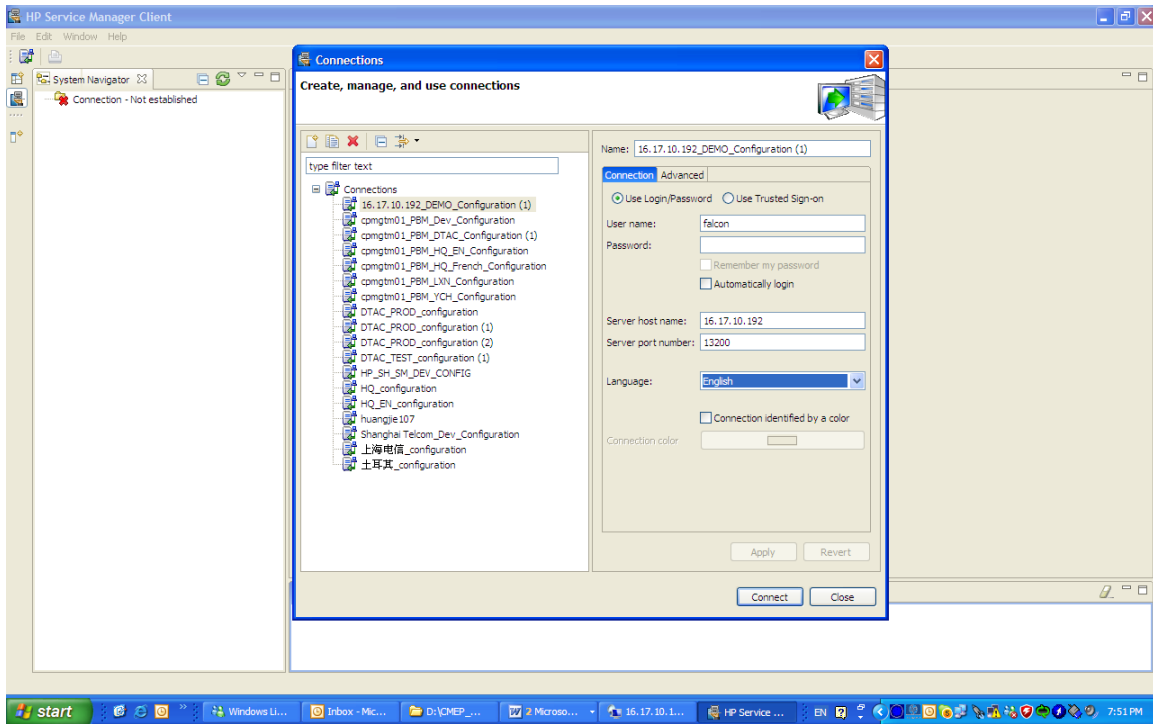 HP Service Manager Client
File Edit Window Help
System Navigator
Connection - Not established
Connections
Create, manage, and use connections
type filter text
Connections
16.17.10.192_DEMO_Configuration (1)
cpmgtm01_PBM_Dev_Configuration
cpmgtm01_PBM_DTAC_Configuration (1)
cpmgtm01_PBM_HQ_EN_Configuration
cpmgtm01_PBM_HQ_French_Configuration
cpmgtm01_PBM_LXN_Configuration
cpmgtm01_PBM_YCH_Configuration
DTAC_PROD_configuration
DTAC_PROD_configuration (1)
DTAC_PROD_configuration (2)
DTAC_TEST_configuration (1)
HP_SH_SM_DEV_CONFIG
HQ_configuration
HQ_EN_configuration
huangjie107
Shanghai Telcom_Dev_Configuration
上海电信_configuration
土耳其_configuration
Name: 16.17.10.192_DEMO_Configuration (1)
Connection Advanced
Use Login/Password Use Trusted Sign-on
User name: falcon
Password:
Remember my password
Automatically login
Server host name: 16.17.10.192
Server port number: 13200
Language: English
Connection identified by a color
Connection color
Apply Revert
Connect Close
start Windows Li... Inbox - Mic... D:\CMEP_... 2 Microso... 16.17.10.1... HP Service ... EN 7:51 PM